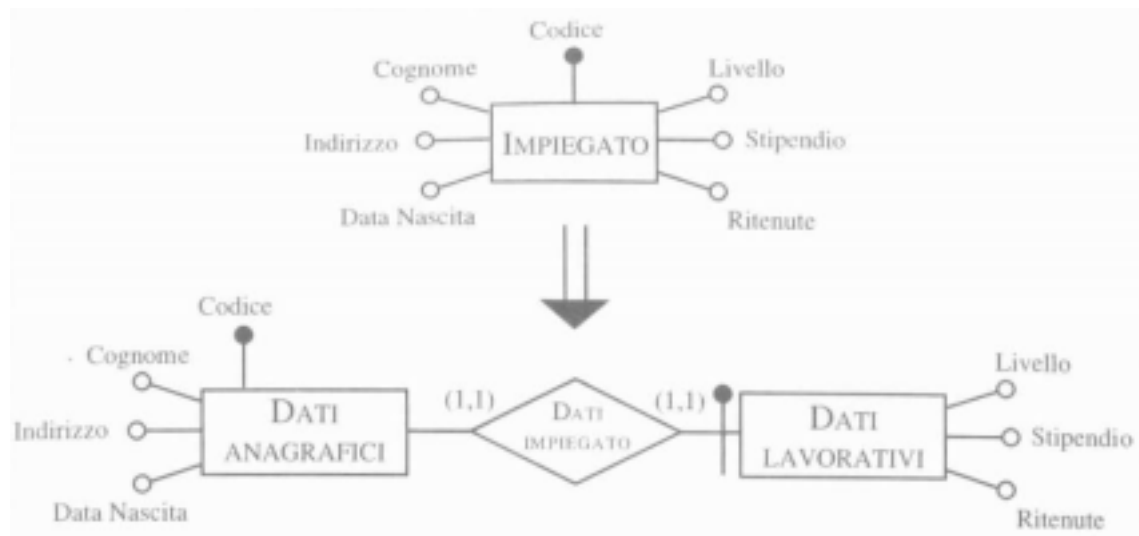 Codice
Cognome
Livello
Indirizzo
IMPIEGATO
Stipendio
Data Nascita
Ritenute
Codice
Cognome
Livello
(1,1)
(1,1)
Indirizzo
DATI
ANAGRAFICI
DATI
IMPIEGATO
DATI
LAVORATIVI
Stipendio
Data Nascita
Ritenute